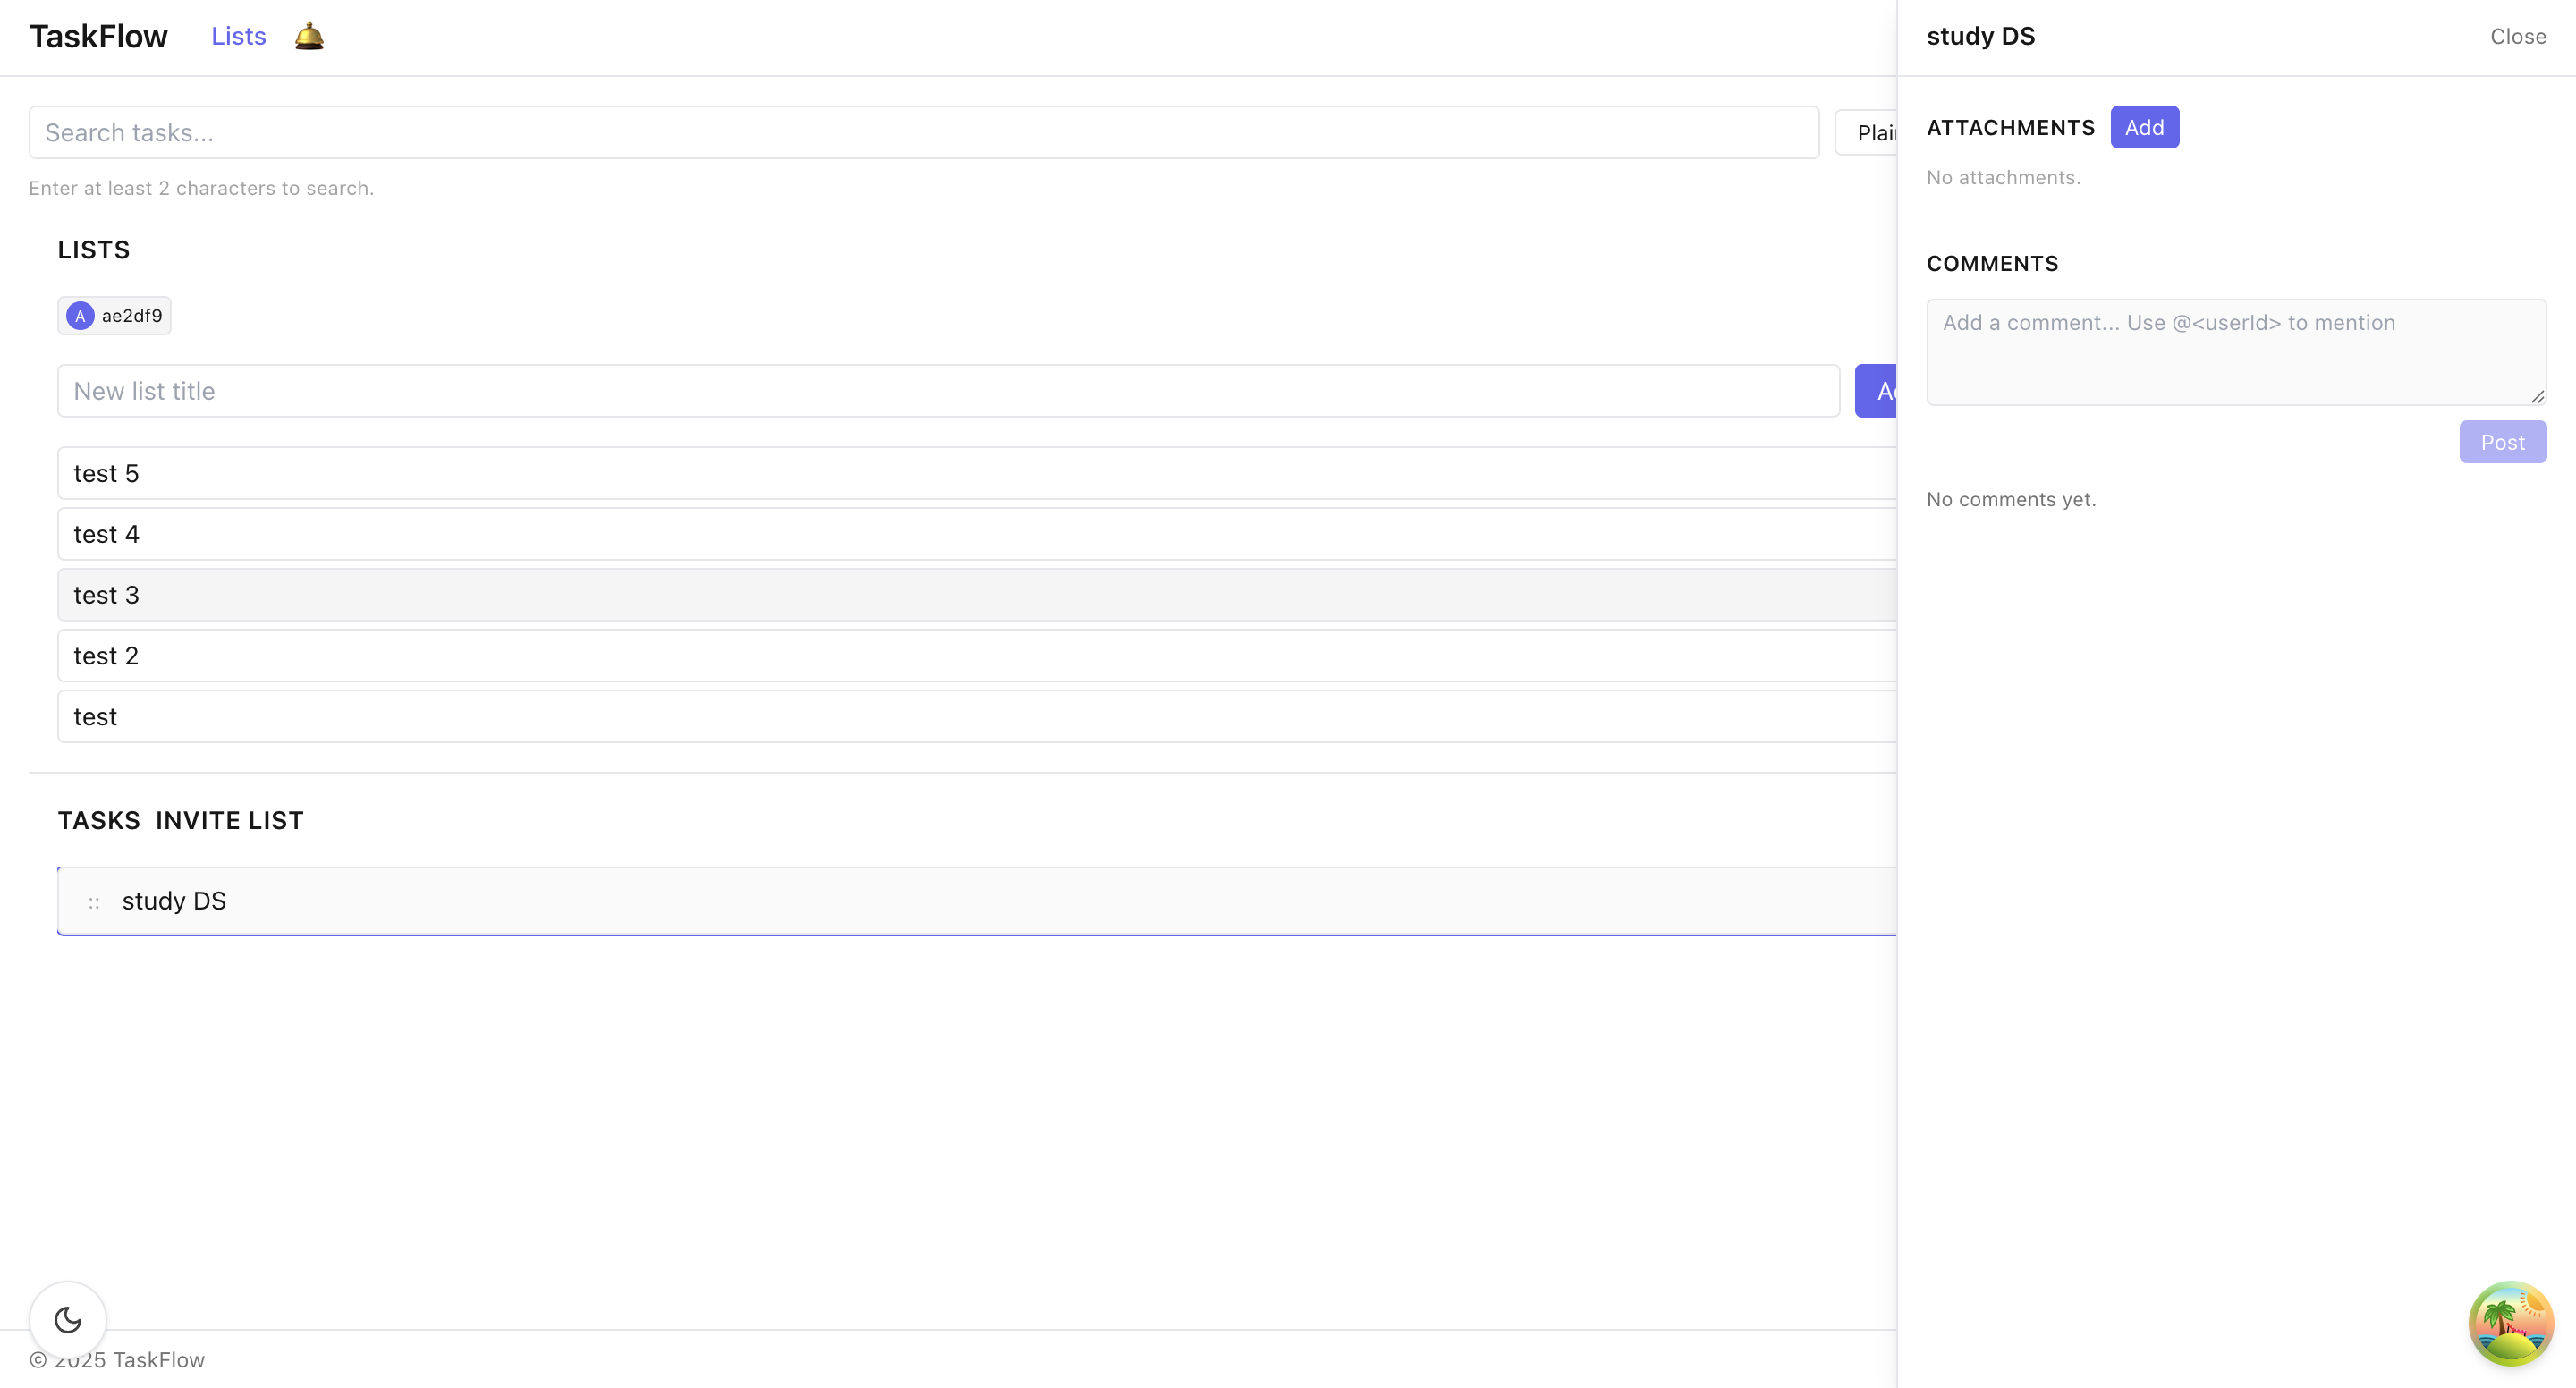 TaskFlow Lists
Search tasks...
Plai
Enter at least 2 characters to search.
LISTS
A ae2df9
New list title
Ad
test 5
test 4
test 3
test 2
test
TASKS INVITE LIST
:: study DS
© 2025 TaskFlow
study DS Close
ATTACHMENTS Add
No attachments.
COMMENTS
Add a comment... Use @<userId> to mention
Post
No comments yet.